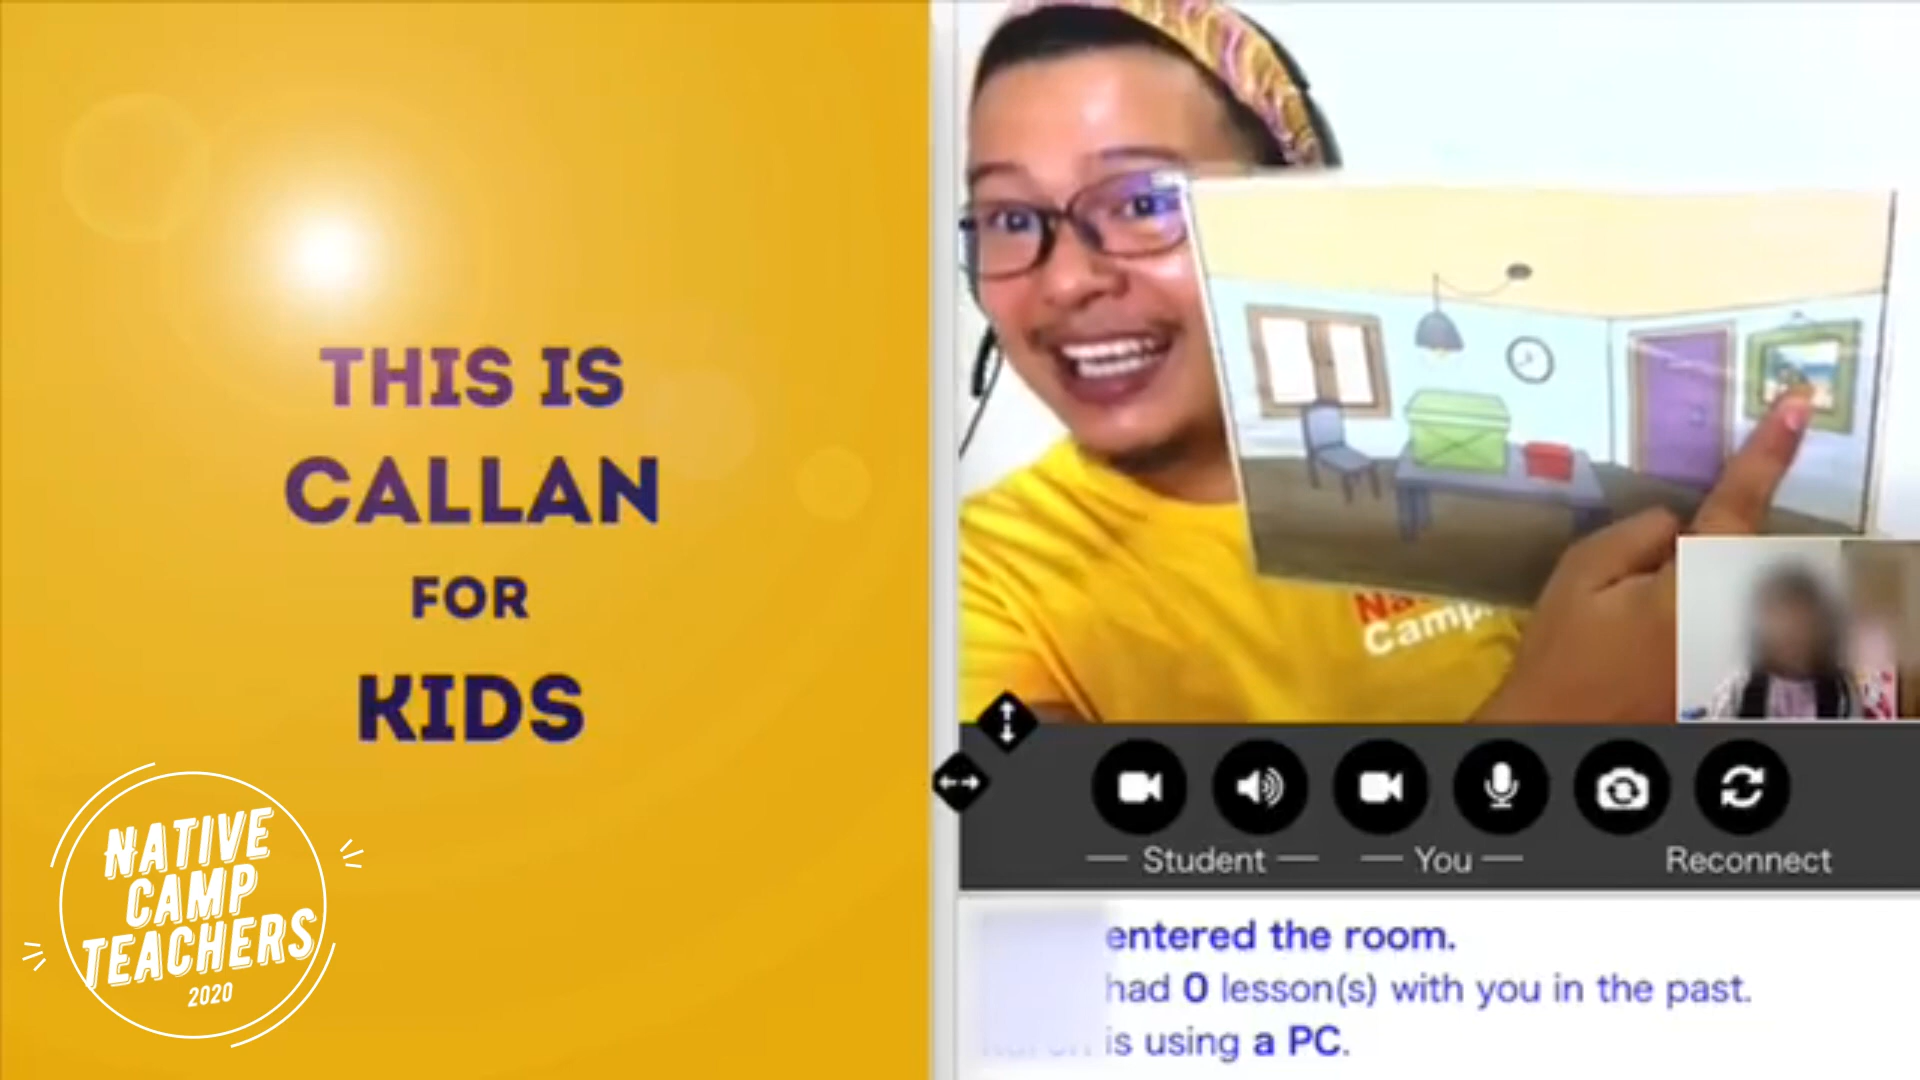 THIS IS
CALLAN
FOR
KIDS
NATIVE
CAMP
TEACHERS
2020
Camp
Student
You
Reconnect
entered the room.
had 0 lesson(s) with you in the past.
is using a PC.